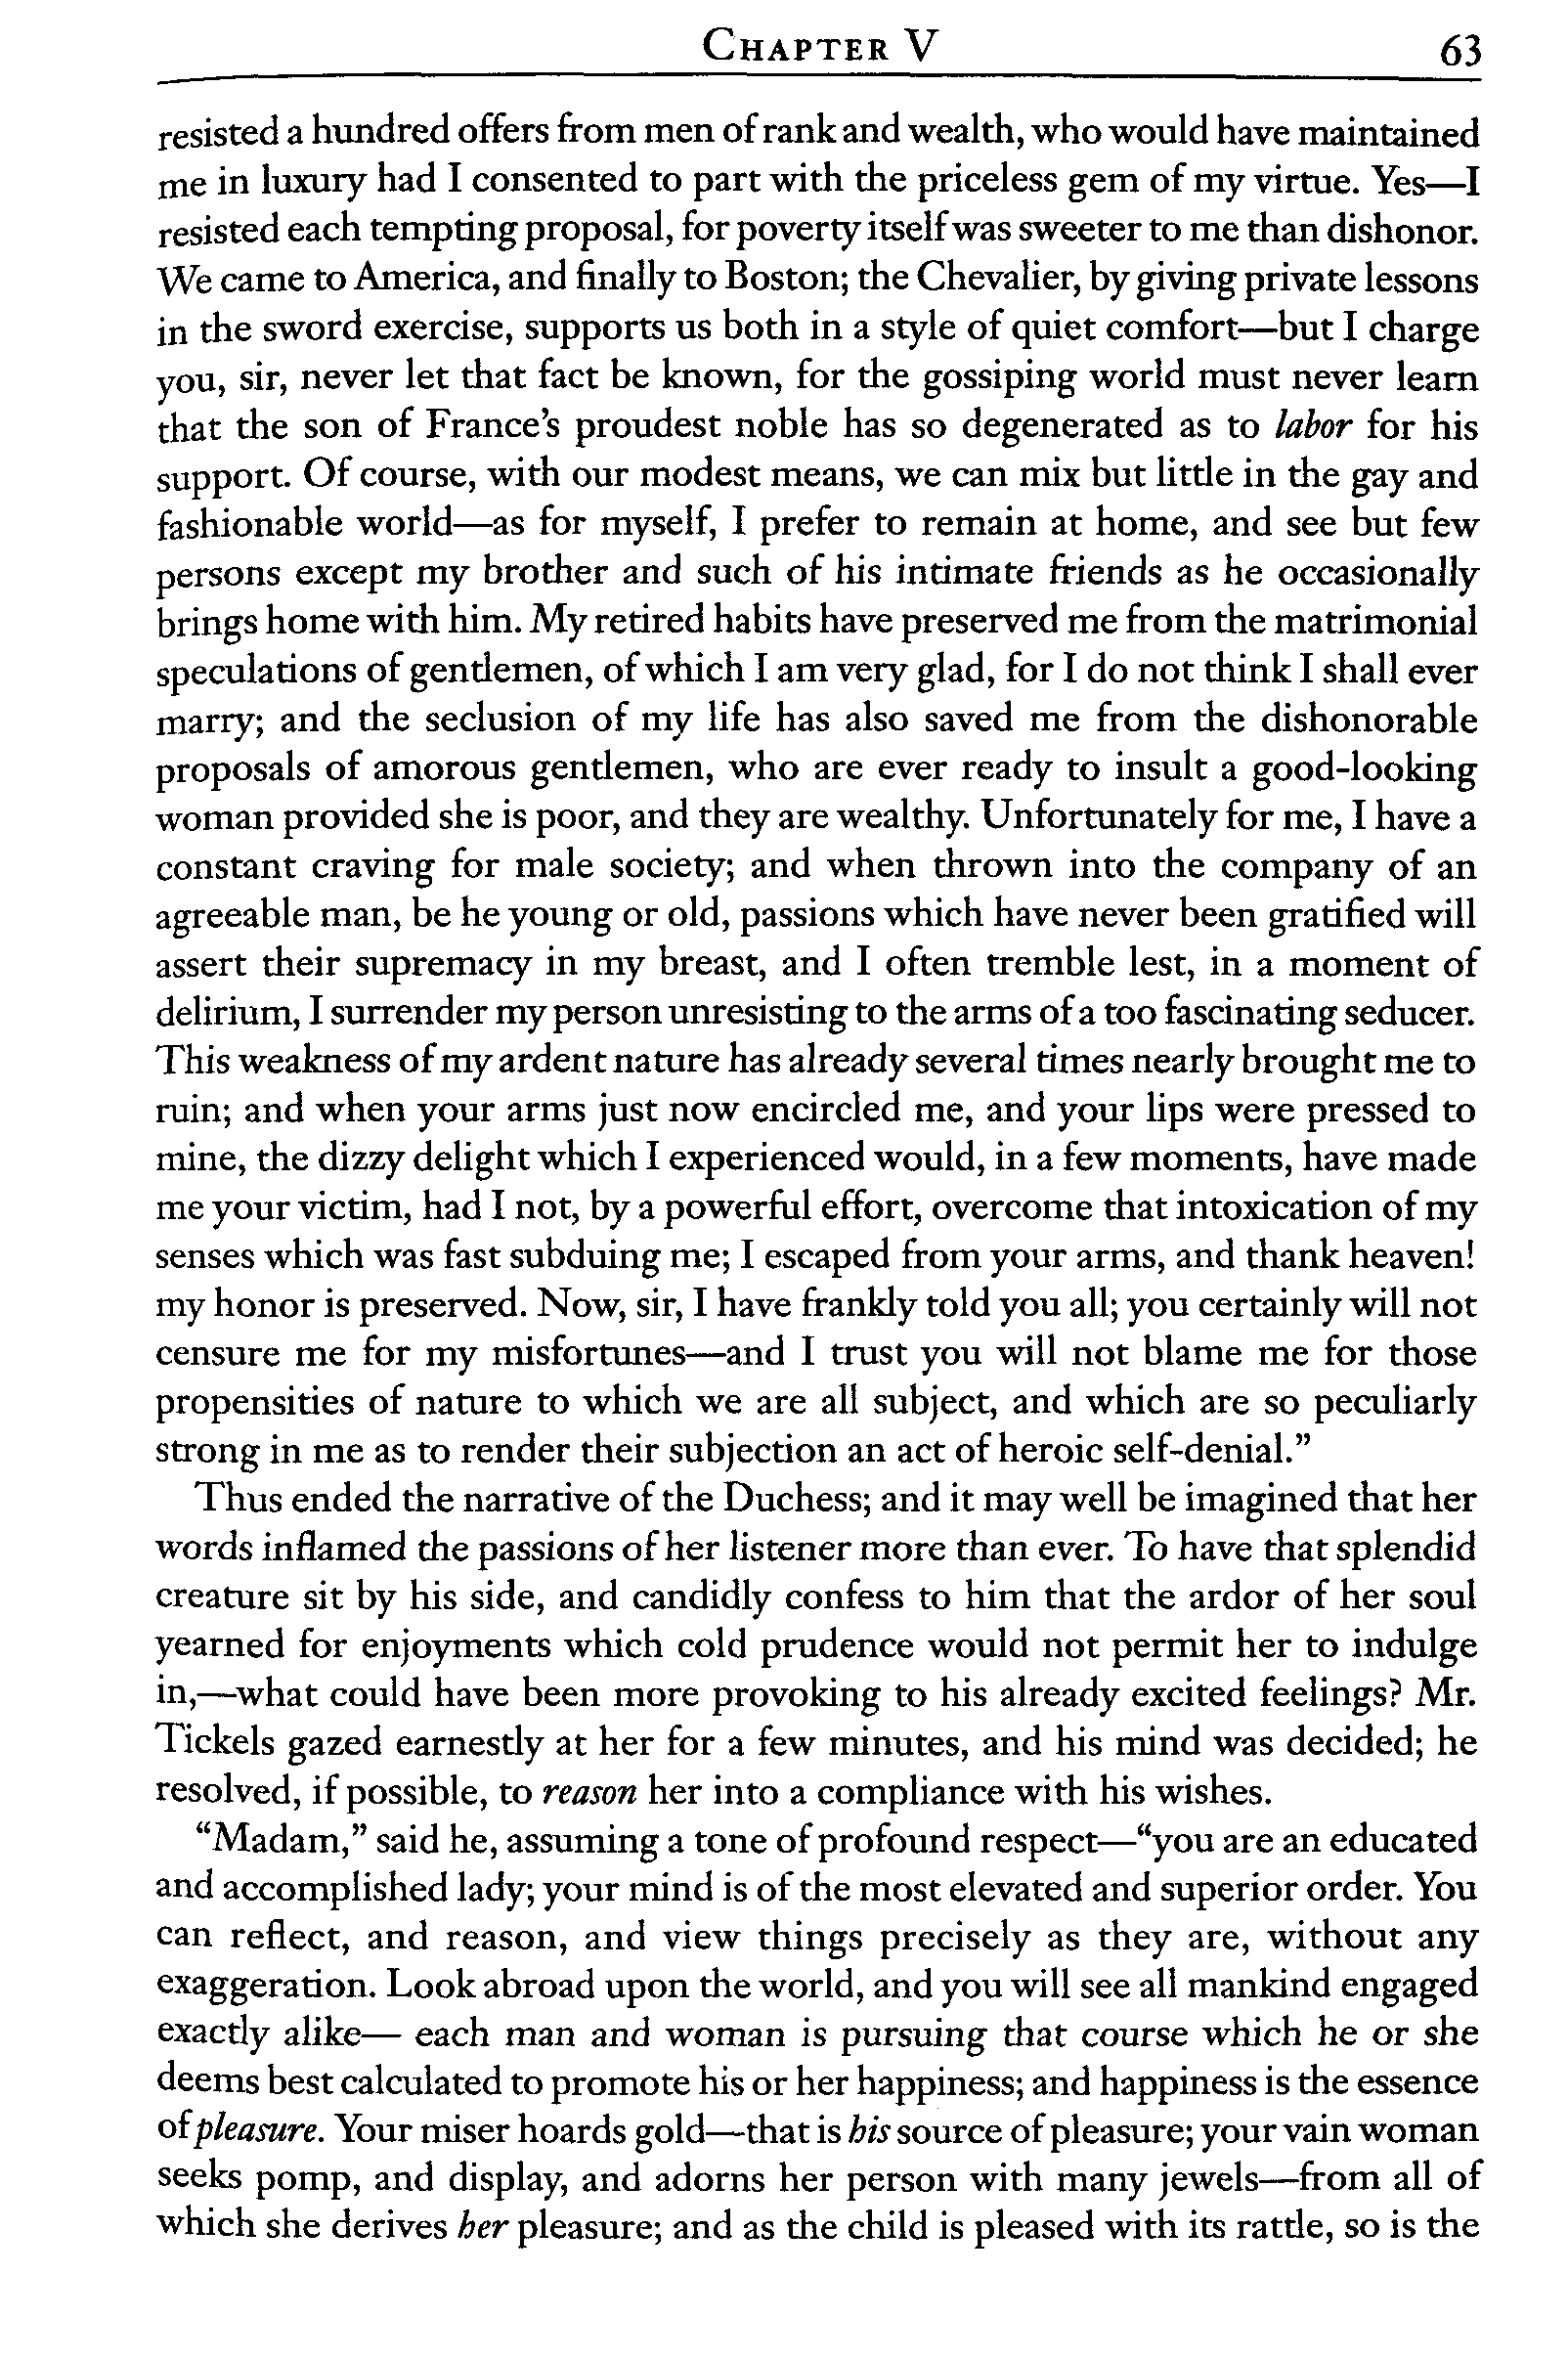 CHAPTER V 63
resisted a hundred offers from men of rank and wealth, who would have maintained
me in luxury had I consented to part with the priceless gem of my virtue. Yes—I
resisted each tempting proposal, for poverty itself was sweeter to me than dishonor.
We came to America, and finally to Boston; the Chevalier, by giving private lessons
in the sword exercise, supports us both in a style of quiet comfort—but I charge
you, sir, never let that fact be known, for the gossiping world must never learn
that the son of France's proudest noble has so degenerated as to labor for his
support. Of course, with our modest means, we can mix but little in the gay and
fashionable world—as for myself, I prefer to remain at home, and see but few
persons except my brother and such of his intimate friends as he occasionally
brings home with him. My retired habits have preserved me from the matrimonial
speculations of gentlemen, of which I am very glad, for I do not think I shall ever
marry; and the seclusion of my life has also saved me from the dishonorable
proposals of amorous gentlemen, who are ever ready to insult a good-looking
woman provided she is poor, and they are wealthy. Unfortunately for me, I have a
constant craving for male society; and when thrown into the company of an
agreeable man, be he young or old, passions which have never been gratified will
assert their supremacy in my breast, and I often tremble lest, in a moment of
delirium, I surrender my person unresisting to the arms of a too fascinating seducer.
This weakness of my ardent nature has already several times nearly brought me to
ruin; and when your arms just now encircled me, and your lips were pressed to
mine, the dizzy delight which I experienced would, in a few moments, have made
me your victim, had I not, by a powerful effort, overcome that intoxication of my
senses which was fast subduing me; I escaped from your arms, and thank heaven!
my honor is preserved. Now, sir, I have frankly told you all; you certainly will not
censure me for my misfortunes—and I trust you will not blame me for those
propensities of nature to which we are all subject, and which are so peculiarly
strong in me as to render their subjection an act of heroic self-denial.”
Thus ended the narrative of the Duchess; and it may well be imagined that her
words inflamed the passions of her listener more than ever. To have that splendid
creature sit by his side, and candidly confess to him that the ardor of her soul
yearned for enjoyments which cold prudence would not permit her to indulge
in,—what could have been more provoking to his already excited feelings? Mr.
Tickels gazed earnestly at her for a few minutes, and his mind was decided; he
resolved, if possible, to reason her into a compliance with his wishes.
“Madam,” said he, assuming a tone of profound respect—“you are an educated
and accomplished lady; your mind is of the most elevated and superior order. You
can reflect, and reason, and view things precisely as they are, without any
exaggeration. Look abroad upon the world, and you will see all mankind engaged
exactly alike— each man and woman is pursuing that course which he or she
deems best calculated to promote his or her happiness; and happiness is the essence
of pleasure. Your miser hoards gold—that is his source of pleasure; your vain woman
seeks pomp, and display, and adorns her person with many jewels—from all of
which she derives her pleasure; and as the child is pleased with its rattle, so is the